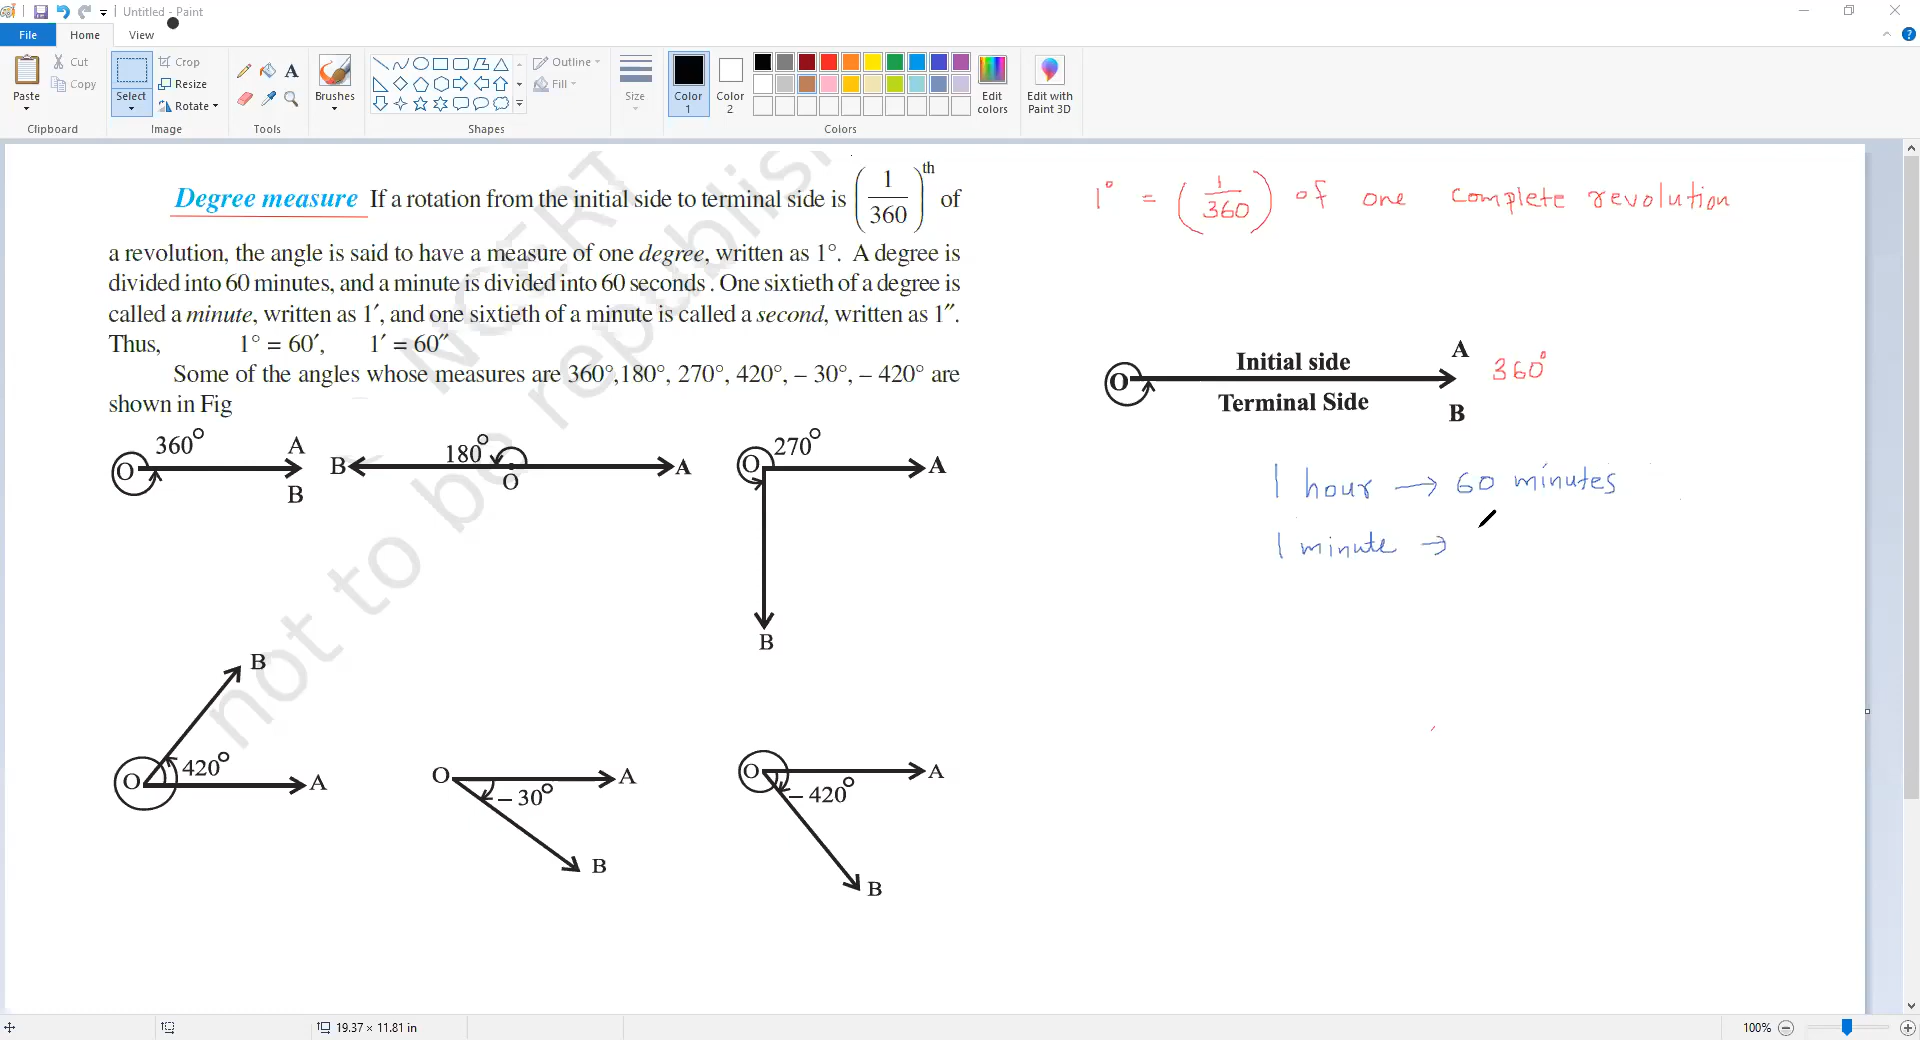 Untitled - Paint
File Home View
Paste
Cut
Copy
Clipboard
Select
Crop
Resize
Rotate
Image
A
Tools
Brushes
Shapes
Outline
Fill
Size
Color 1
Color 2
Edit colors
Colors
Edit with Paint 3D
NCERT
not to be republish
Degree measure If a rotation from the initial side to terminal side is (1/360)th of
a revolution, the angle is said to have a measure of one degree, written as 1°. A degree is
divided into 60 minutes, and a minute is divided into 60 seconds . One sixtieth of a degree is
called a minute, written as 1′, and one sixtieth of a minute is called a second, written as 1″.
Thus, 1° = 60′, 1′ = 60″
Some of the angles whose measures are 360°,180°, 270°, 420°, – 30°, – 420° are
shown in Fig
360° O A B
B 180° O A
270° O A B
B O 420° A
O – 30° A B
O – 420° A B
1° = (1/360) of one complete revolution
Initial side A 360°
O
Terminal Side B
1 hour → 60 minutes
1 minute →
19.37 × 11.81 in
100%